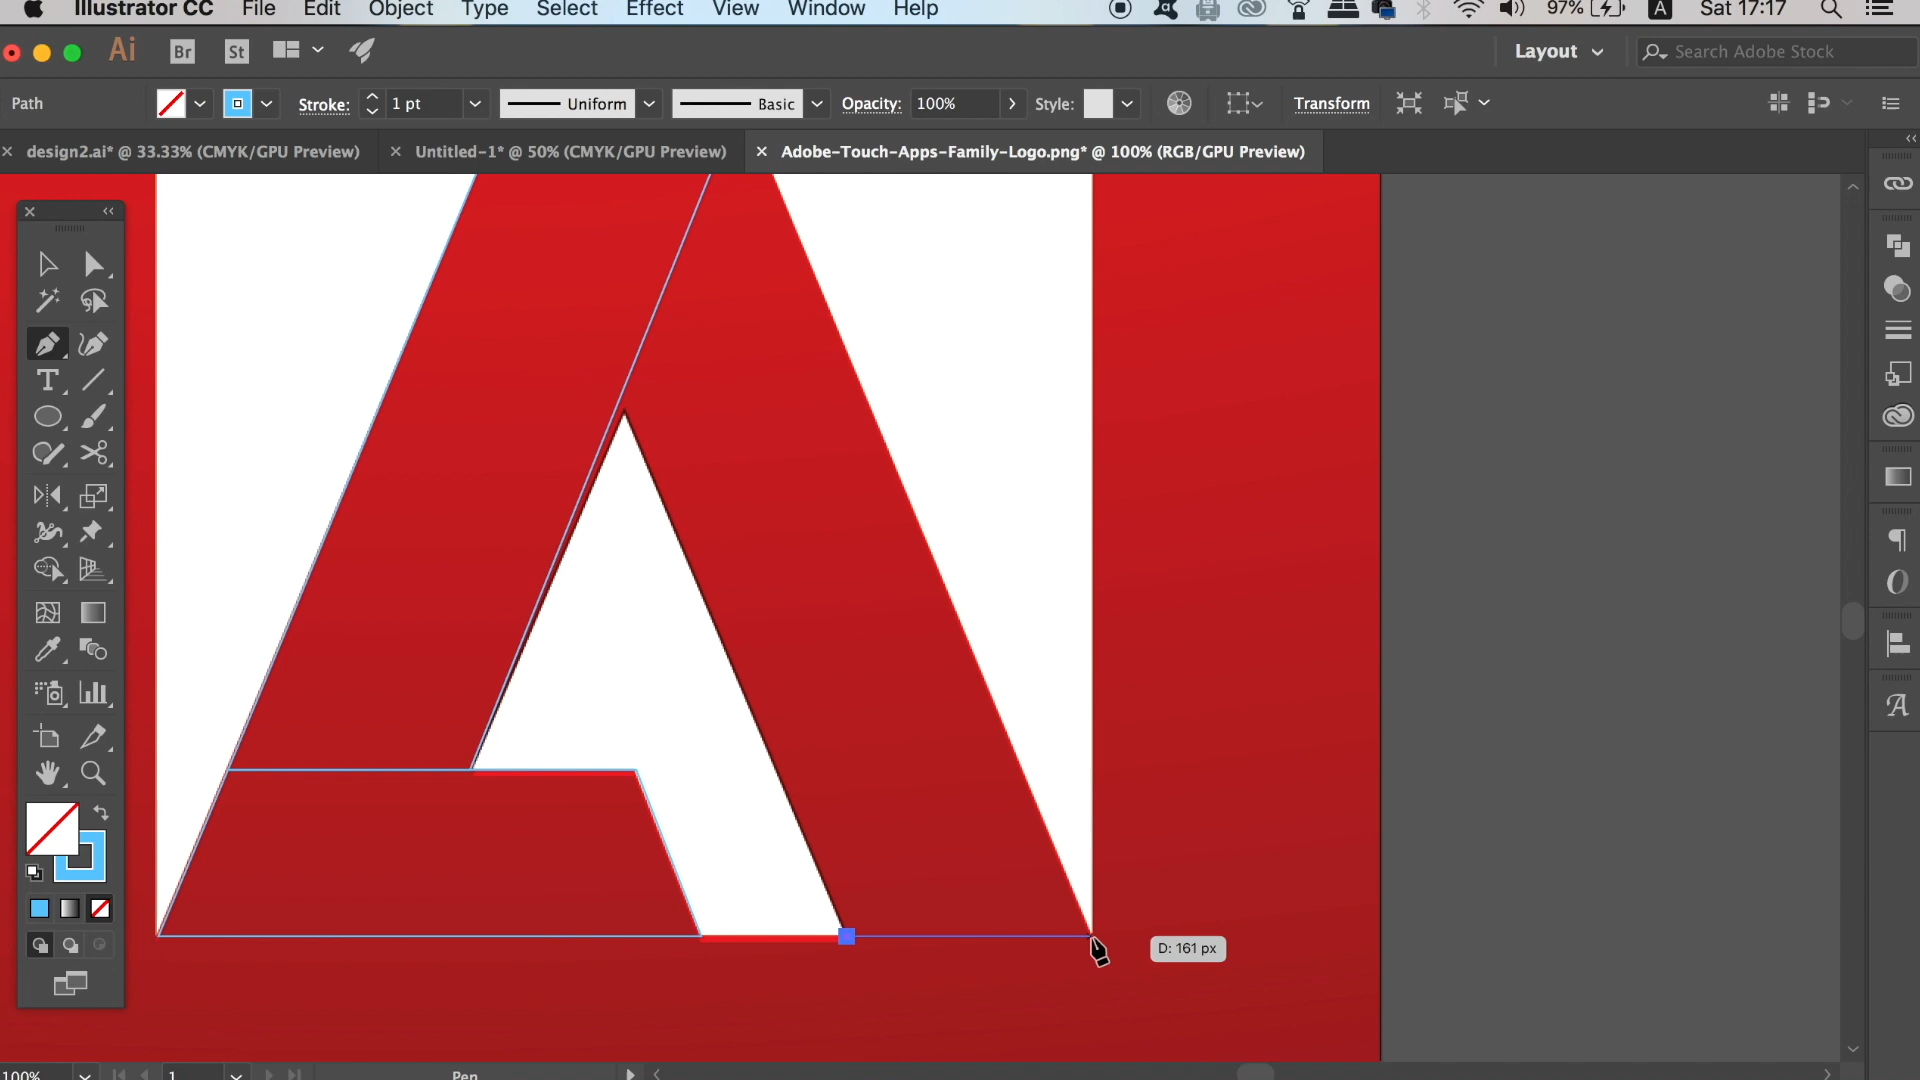 Illustrator CC File Edit Object Type Select Effect View Window Help 97% A Sat 17:17
Ai Br St Layout Search Adobe Stock
Path Stroke: 1 pt Uniform Basic Opacity: 100% Style: Transform
design2.ai* @ 33.33% (CMYK/GPU Preview) Untitled-1* @ 50% (CMYK/GPU Preview) Adobe-Touch-Apps-Family-Logo.png* @ 100% (RGB/GPU Preview)
D: 161 px
100% 1 Pen